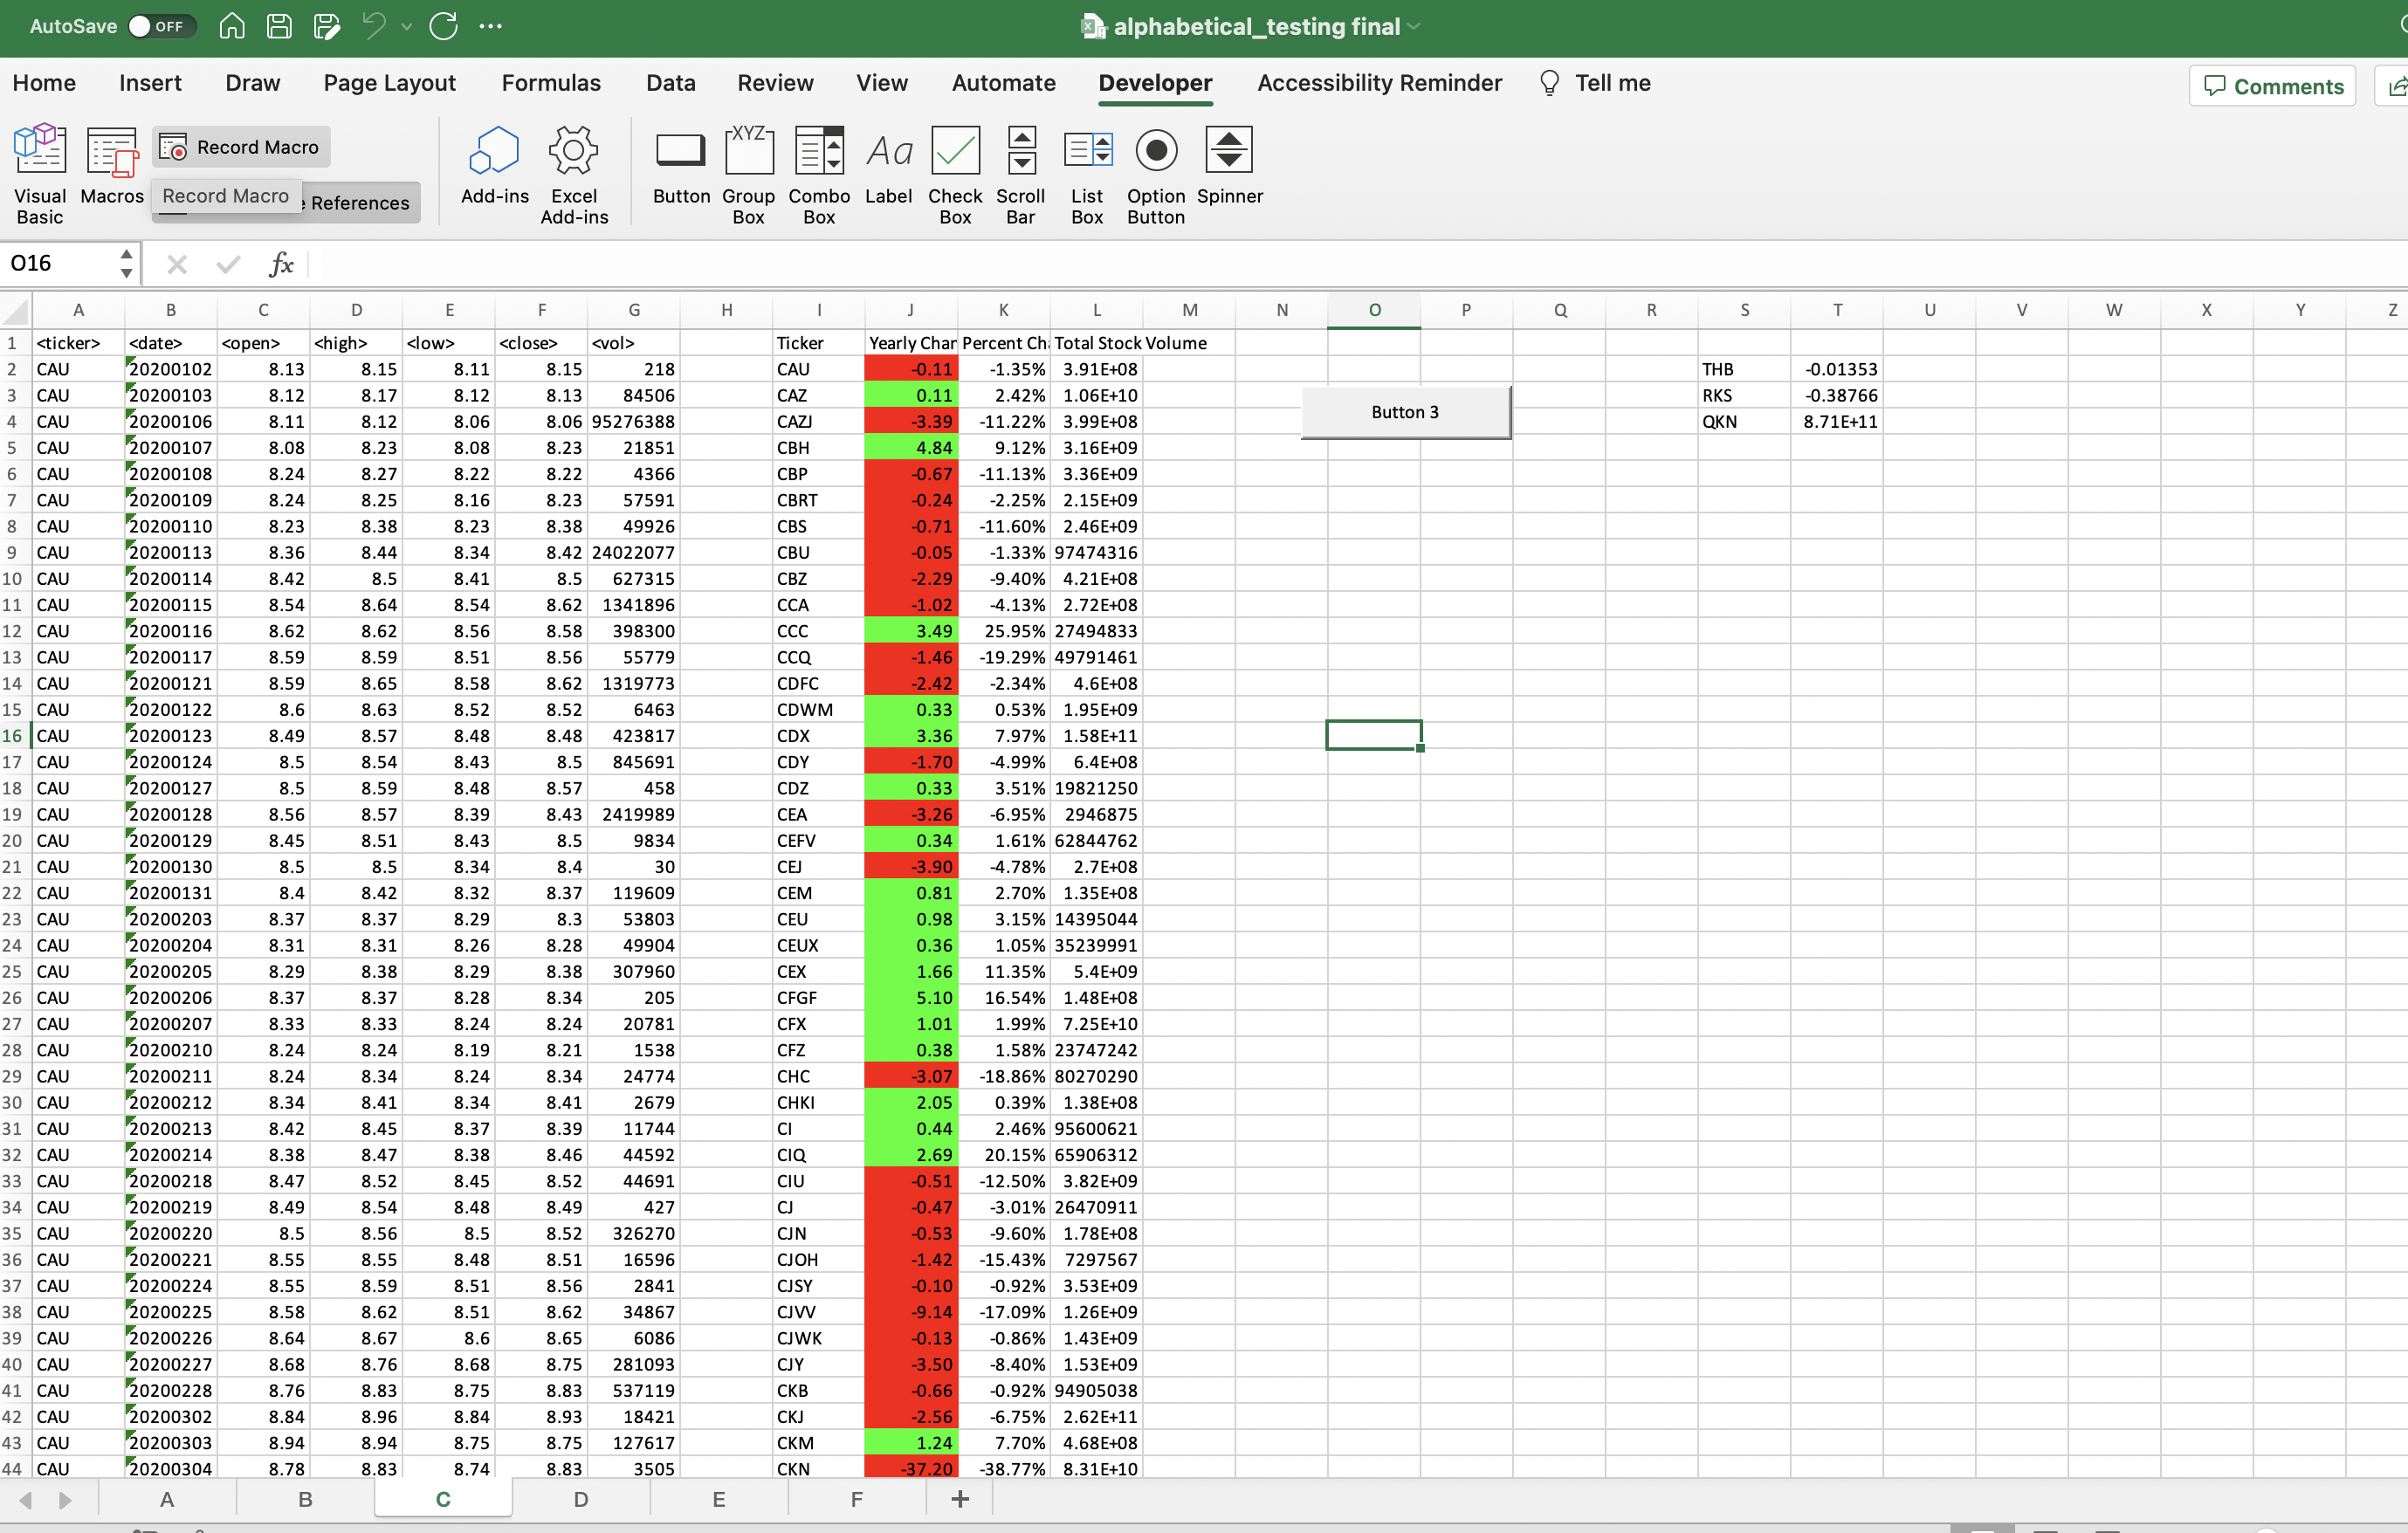 AutoSave OFF alphabetical_testing final
Home Insert Draw Page Layout Formulas Data Review View Automate Developer Accessibility Reminder Tell me Comments
Record Macro
XYZ Aa
Visual Basic Macros Record Macro References Add-ins Excel Add-ins Button Group Box Combo Box Label Check Box Scroll Bar List Box Option Button Spinner
O16 fx
A B C D E F G H I J K L M N O P Q R S T U V W X Y Z
1 <ticker> <date> <open> <high> <low> <close> <vol> Ticker Yearly Char Percent Ch Total Stock Volume
2 CAU 20200102 8.13 8.15 8.11 8.15 218 CAU -0.11 -1.35% 3.91E+08 THB -0.01353
3 CAU 20200103 8.12 8.17 8.12 8.13 84506 CAZ 0.11 2.42% 1.06E+10 Button 3 RKS -0.38766
4 CAU 20200106 8.11 8.12 8.06 8.06 95276388 CAZJ -3.39 -11.22% 3.99E+08 QKN 8.71E+11
5 CAU 20200107 8.08 8.23 8.08 8.23 21851 CBH 4.84 9.12% 3.16E+09
6 CAU 20200108 8.24 8.27 8.22 8.22 4366 CBP -0.67 -11.13% 3.36E+09
7 CAU 20200109 8.24 8.25 8.16 8.23 57591 CBRT -0.24 -2.25% 2.15E+09
8 CAU 20200110 8.23 8.38 8.23 8.38 49926 CBS -0.71 -11.60% 2.46E+09
9 CAU 20200113 8.36 8.44 8.34 8.42 24022077 CBU -0.05 -1.33% 97474316
10 CAU 20200114 8.42 8.5 8.41 8.5 627315 CBZ -2.29 -9.40% 4.21E+08
11 CAU 20200115 8.54 8.64 8.54 8.62 1341896 CCA -1.02 -4.13% 2.72E+08
12 CAU 20200116 8.62 8.62 8.56 8.58 398300 CCC 3.49 25.95% 27494833
13 CAU 20200117 8.59 8.59 8.51 8.56 55779 CCQ -1.46 -19.29% 49791461
14 CAU 20200121 8.59 8.65 8.58 8.62 1319773 CDFC -2.42 -2.34% 4.6E+08
15 CAU 20200122 8.6 8.63 8.52 8.52 6463 CDWM 0.33 0.53% 1.95E+09
16 CAU 20200123 8.49 8.57 8.48 8.48 423817 CDX 3.36 7.97% 1.58E+11
17 CAU 20200124 8.5 8.54 8.43 8.5 845691 CDY -1.70 -4.99% 6.4E+08
18 CAU 20200127 8.5 8.59 8.48 8.57 458 CDZ 0.33 3.51% 19821250
19 CAU 20200128 8.56 8.57 8.39 8.43 2419989 CEA -3.26 -6.95% 2946875
20 CAU 20200129 8.45 8.51 8.43 8.5 9834 CEFV 0.34 1.61% 62844762
21 CAU 20200130 8.5 8.5 8.34 8.4 30 CEJ -3.90 -4.78% 2.7E+08
22 CAU 20200131 8.4 8.42 8.32 8.37 119609 CEM 0.81 2.70% 1.35E+08
23 CAU 20200203 8.37 8.37 8.29 8.3 53803 CEU 0.98 3.15% 14395044
24 CAU 20200204 8.31 8.31 8.26 8.28 49904 CEUX 0.36 1.05% 35239991
25 CAU 20200205 8.29 8.38 8.29 8.38 307960 CEX 1.66 11.35% 5.4E+09
26 CAU 20200206 8.37 8.37 8.28 8.34 205 CFGF 5.10 16.54% 1.48E+08
27 CAU 20200207 8.33 8.33 8.24 8.24 20781 CFX 1.01 1.99% 7.25E+10
28 CAU 20200210 8.24 8.24 8.19 8.21 1538 CFZ 0.38 1.58% 23747242
29 CAU 20200211 8.24 8.34 8.24 8.34 24774 CHC -3.07 -18.86% 80270290
30 CAU 20200212 8.34 8.41 8.34 8.41 2679 CHKI 2.05 0.39% 1.38E+08
31 CAU 20200213 8.42 8.45 8.37 8.39 11744 CI 0.44 2.46% 95600621
32 CAU 20200214 8.38 8.47 8.38 8.46 44592 CIQ 2.69 20.15% 65906312
33 CAU 20200218 8.47 8.52 8.45 8.52 44691 CIU -0.51 -12.50% 3.82E+09
34 CAU 20200219 8.49 8.54 8.48 8.49 427 CJ -0.47 -3.01% 26470911
35 CAU 20200220 8.5 8.56 8.5 8.52 326270 CJN -0.53 -9.60% 1.78E+08
36 CAU 20200221 8.55 8.55 8.48 8.51 16596 CJOH -1.42 -15.43% 7297567
37 CAU 20200224 8.55 8.59 8.51 8.56 2841 CJSY -0.10 -0.92% 3.53E+09
38 CAU 20200225 8.58 8.62 8.51 8.62 34867 CJVV -9.14 -17.09% 1.26E+09
39 CAU 20200226 8.64 8.67 8.6 8.65 6086 CJWK -0.13 -0.86% 1.43E+09
40 CAU 20200227 8.68 8.76 8.68 8.75 281093 CJY -3.50 -8.40% 1.53E+09
41 CAU 20200228 8.76 8.83 8.75 8.83 537119 CKB -0.66 -0.92% 94905038
42 CAU 20200302 8.84 8.96 8.84 8.93 18421 CKJ -2.56 -6.75% 2.62E+11
43 CAU 20200303 8.94 8.94 8.75 8.75 127617 CKM 1.24 7.70% 4.68E+08
44 CAU 20200304 8.78 8.83 8.74 8.83 3505 CKN -37.20 -38.77% 8.31E+10
A B C D E F +